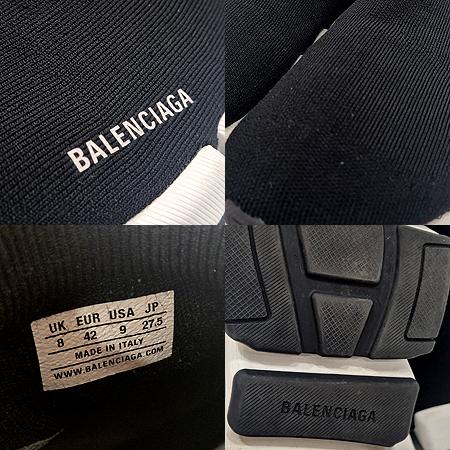 BALENCIAGA
UK EUR USA JP
8 42 9 27.5
MADE IN ITALY
WWW.BALENCIAGA.COM
BALENCIAGA